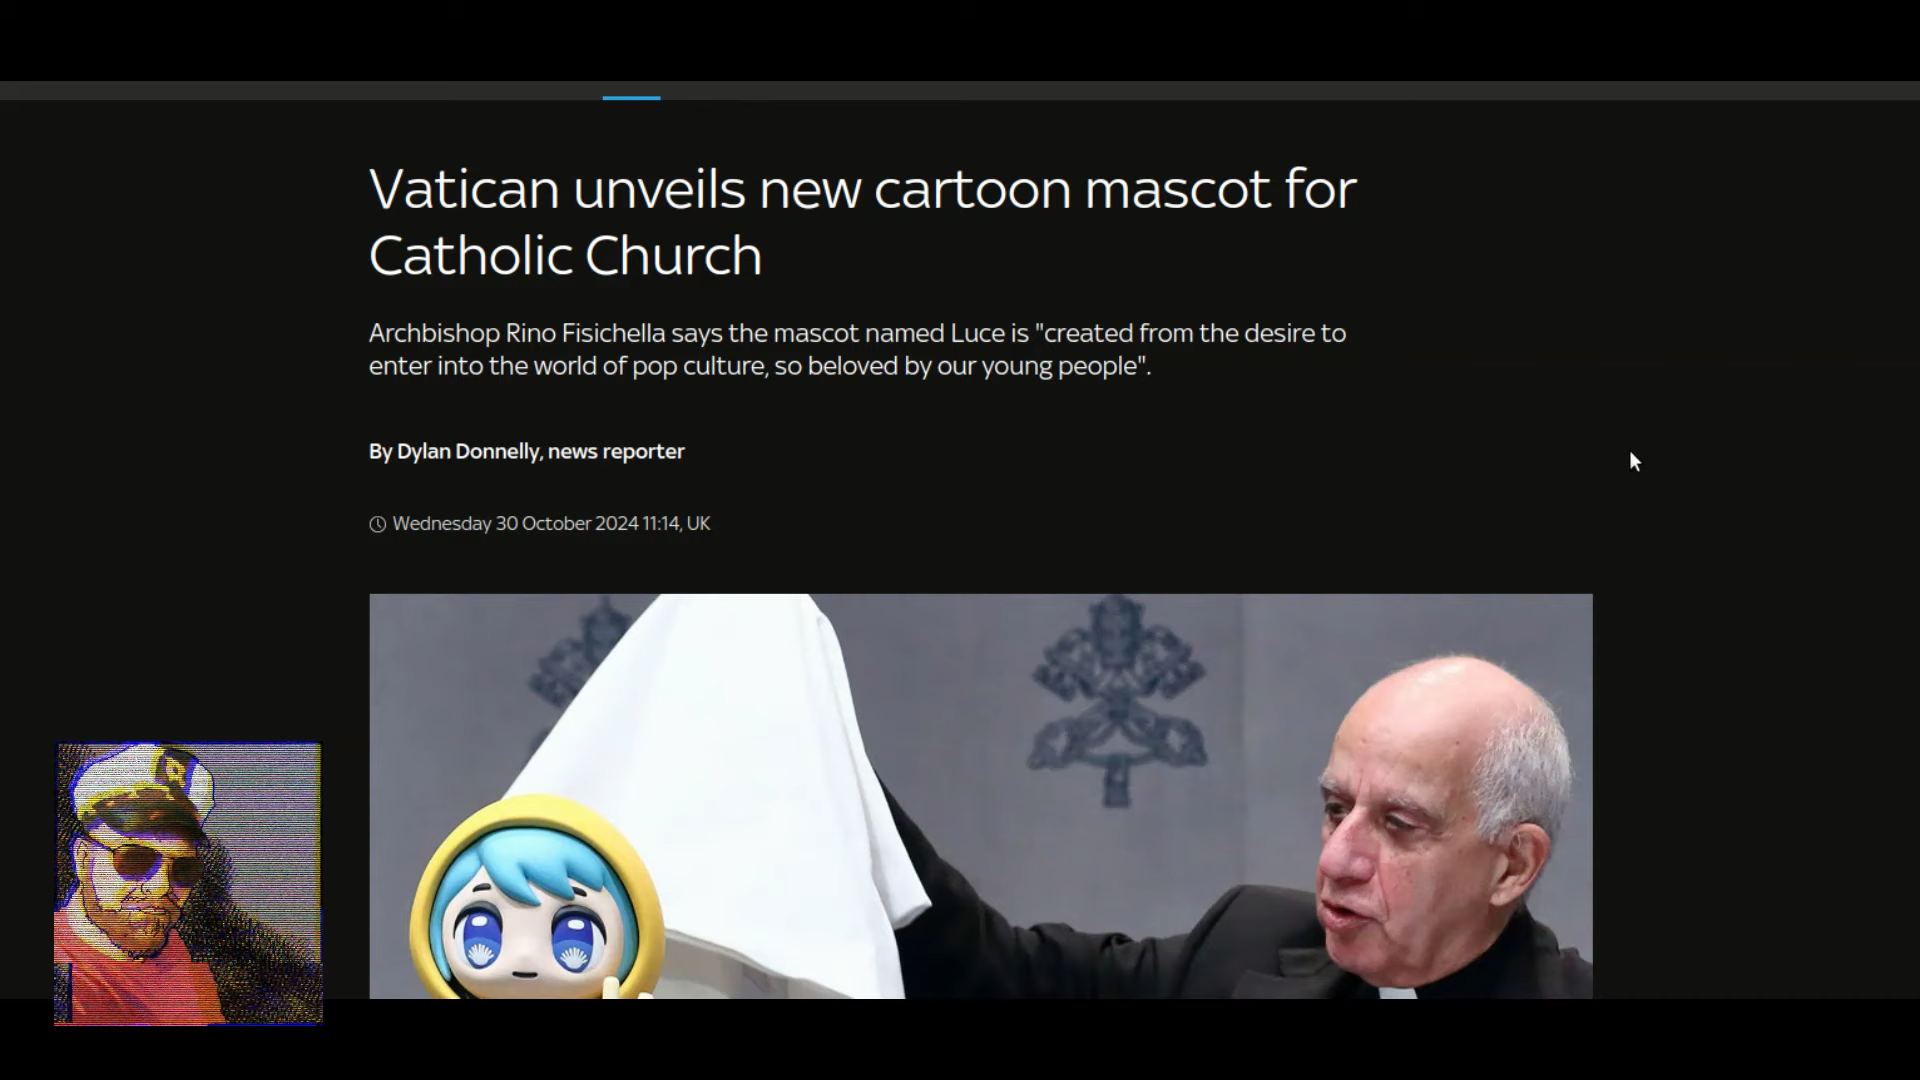 Vatican unveils new cartoon mascot for
Catholic Church
Archbishop Rino Fisichella says the mascot named Luce is "created from the desire to
enter into the world of pop culture, so beloved by our young people".
By Dylan Donnelly, news reporter
Wednesday 30 October 2024 11:14, UK